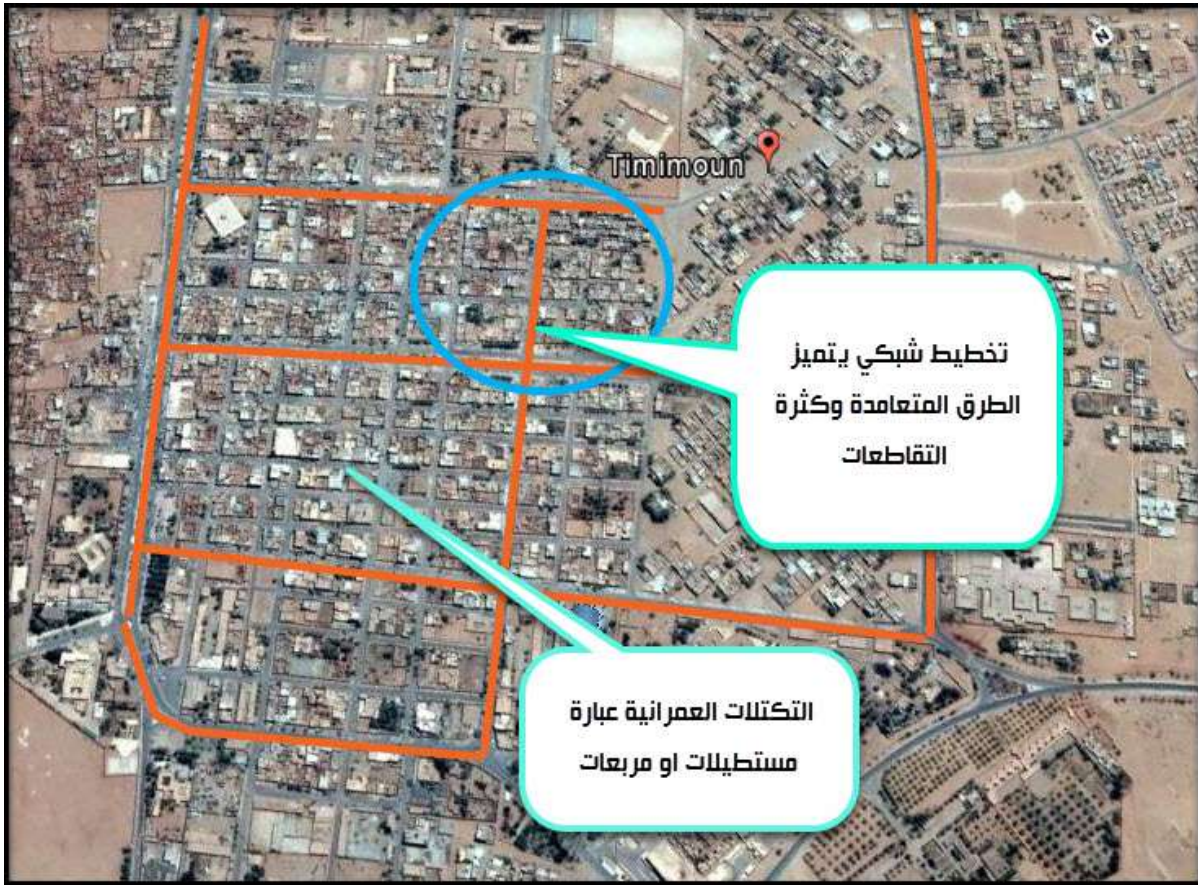 N
Timimoun
تخطيط شبكي يتميز
الطرق المتعامدة وكثرة
التقاطعات
التكتلات العمرانية عبارة
مستطيلات او مربعات